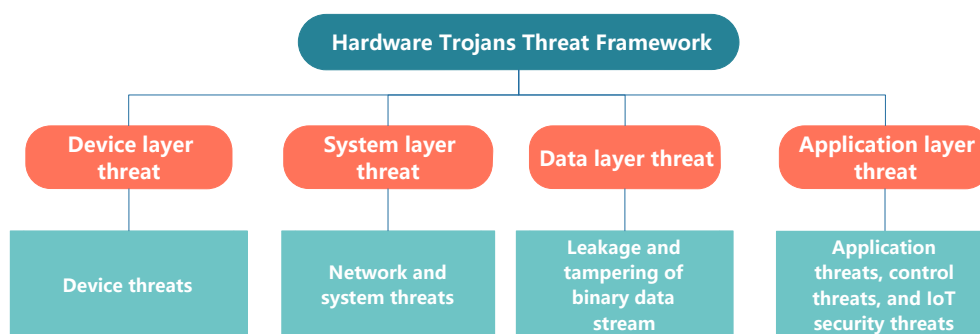 Hardware Trojans Threat Framework
Device layer
threat
System layer
threat
Data layer threat
Application layer
threat
Device threats
Network and
system threats
Leakage and
tampering of
binary data
stream
Application
threats, control
threats, and IoT
security threats